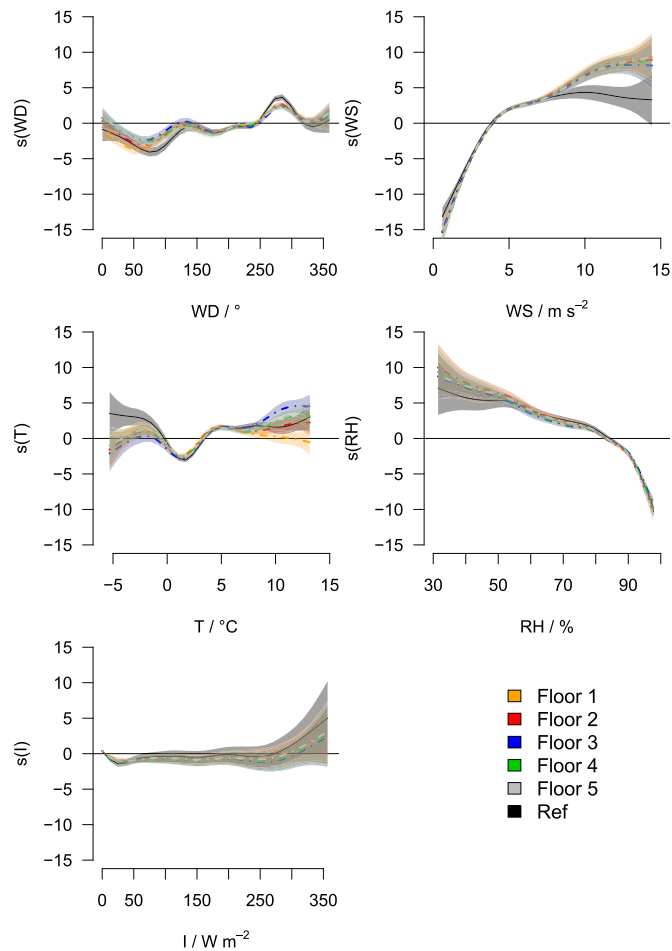 15
10
5
0
−5
−10
−15
s(WD)
0 50 150 250 350
WD / °
15
10
5
0
−5
−10
−15
s(WS)
0 5 10 15
WS / m s−2
15
10
5
0
−5
−10
−15
s(T)
−5 0 5 10 15
T / °C
15
10
5
0
−5
−10
−15
s(RH)
30 50 70 90
RH / %
15
10
5
0
−5
−10
−15
s(I)
0 50 150 250 350
I / W m−2
Floor 1
Floor 2
Floor 3
Floor 4
Floor 5
Ref